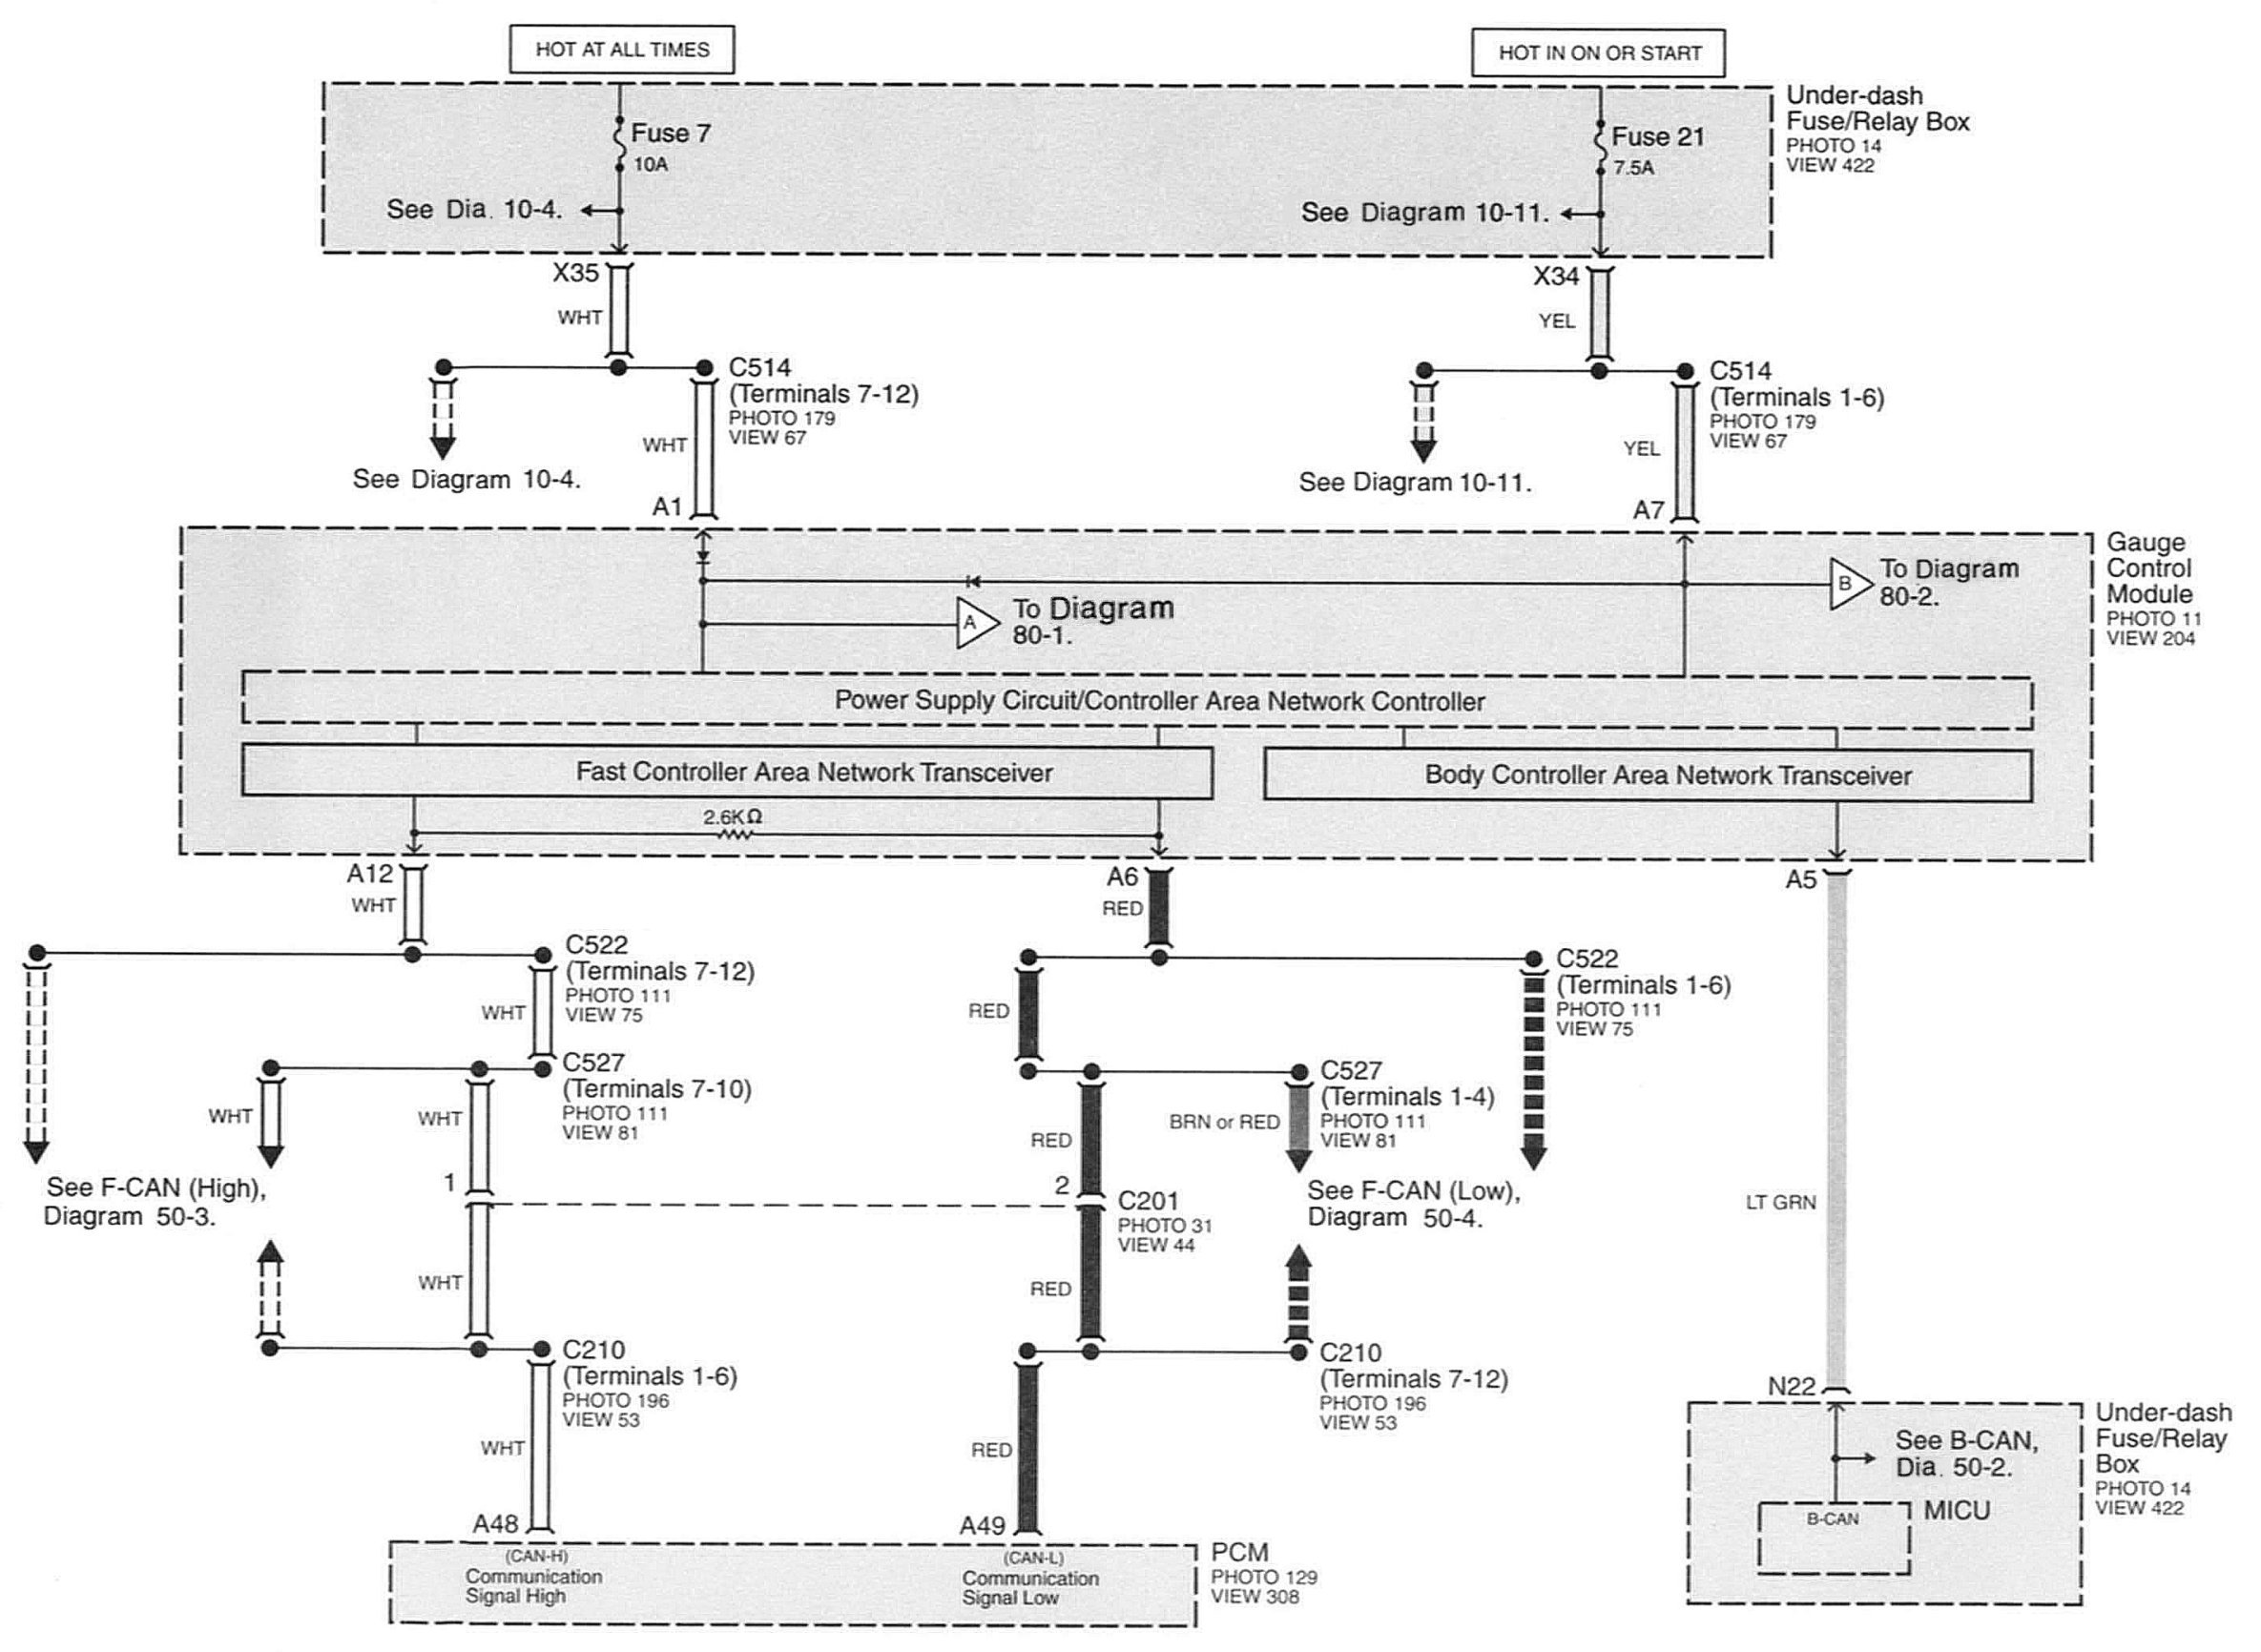 HOT AT ALL TIMES
HOT IN ON OR START
Under-dash
Fuse/Relay Box
PHOTO 14
VIEW 422
Fuse 7
10A
See Dia. 10-4.
Fuse 21
7.5A
See Diagram 10-11.
X35
WHT
X34
YEL
C514
(Terminals 7-12)
PHOTO 179
VIEW 67
WHT
See Diagram 10-4.
A1
C514
(Terminals 1-6)
PHOTO 179
VIEW 67
YEL
See Diagram 10-11.
A7
Gauge
Control
Module
PHOTO 11
VIEW 204
B
To Diagram
80-2.
A
To Diagram
80-1.
Power Supply Circuit/Controller Area Network Controller
Fast Controller Area Network Transceiver
Body Controller Area Network Transceiver
2.6KΩ
A12
WHT
A6
RED
A5
C522
(Terminals 7-12)
PHOTO 111
VIEW 75
WHT
RED
C522
(Terminals 1-6)
PHOTO 111
VIEW 75
C527
(Terminals 7-10)
PHOTO 111
VIEW 81
WHT
WHT
1
C527
(Terminals 1-4)
PHOTO 111
VIEW 81
BRN or RED
RED
2
See F-CAN (High),
Diagram 50-3.
C201
PHOTO 31
VIEW 44
See F-CAN (Low),
Diagram 50-4.
LT GRN
WHT
RED
C210
(Terminals 1-6)
PHOTO 196
VIEW 53
C210
(Terminals 7-12)
PHOTO 196
VIEW 53
WHT
RED
A48
A49
N22
Under-dash
Fuse/Relay
Box
PHOTO 14
VIEW 422
See B-CAN,
Dia. 50-2.
B-CAN
MICU
(CAN-H)
Communication
Signal High
(CAN-L)
Communication
Signal Low
PCM
PHOTO 129
VIEW 308